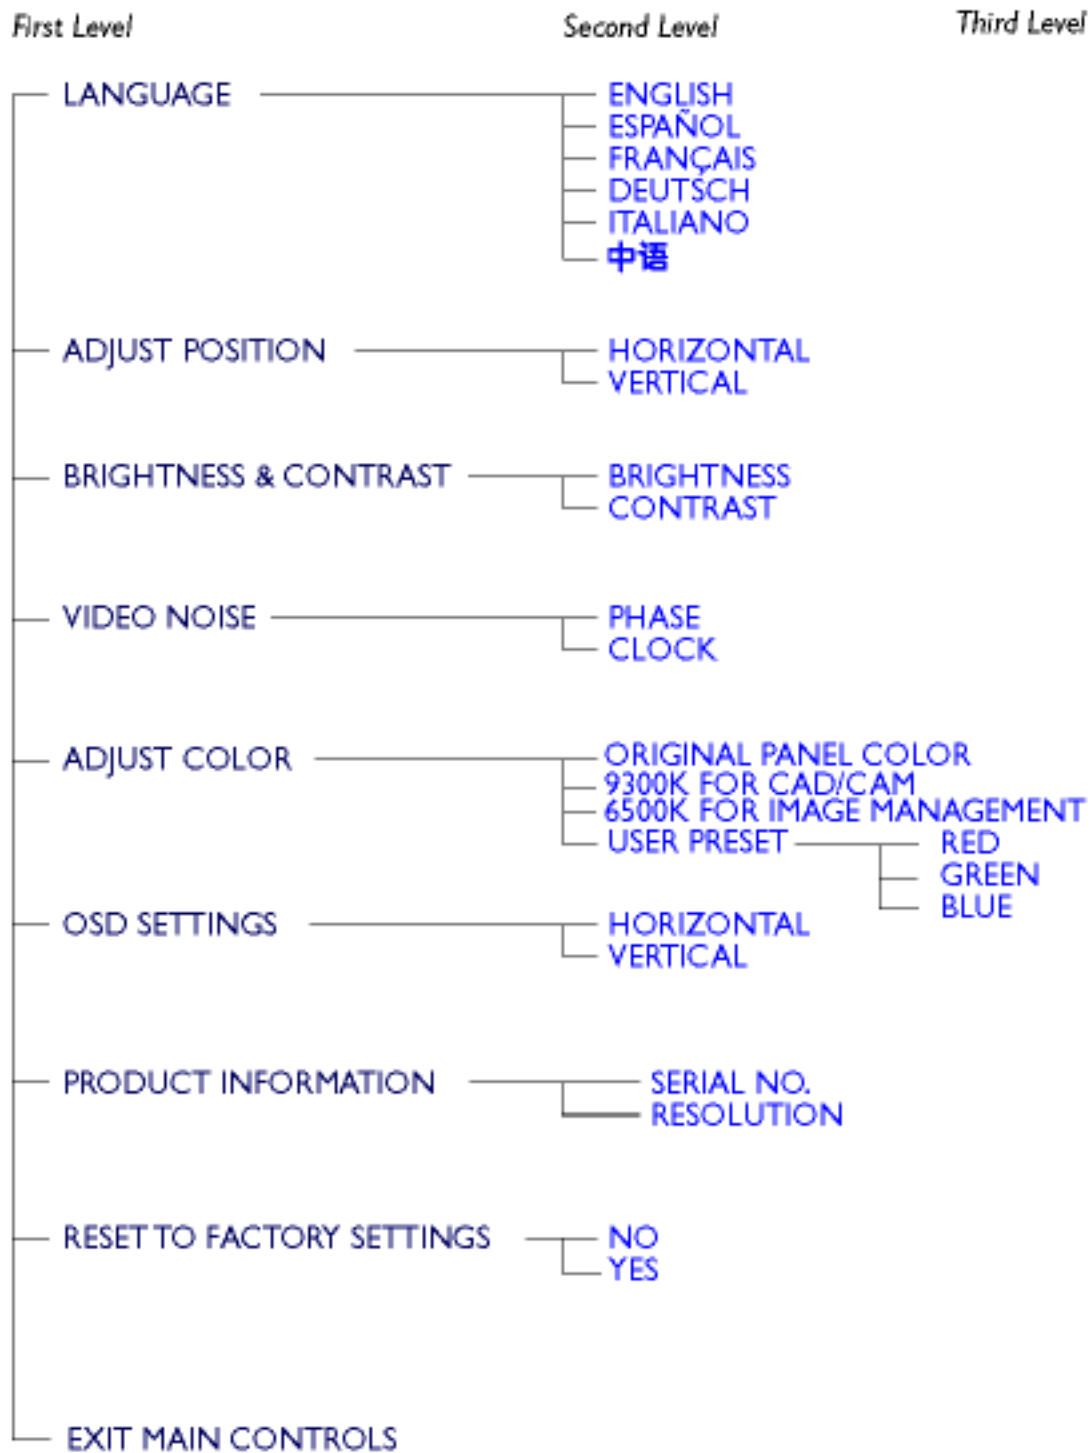 First Level Second Level Third Level
LANGUAGE ENGLISH
ESPAÑOL
FRANÇAIS
DEUTSCH
ITALIANO
中语
ADJUST POSITION HORIZONTAL
VERTICAL
BRIGHTNESS & CONTRAST BRIGHTNESS
CONTRAST
VIDEO NOISE PHASE
CLOCK
ADJUST COLOR ORIGINAL PANEL COLOR
9300K FOR CAD/CAM
6500K FOR IMAGE MANAGEMENT
USER PRESET RED
GREEN
BLUE
OSD SETTINGS HORIZONTAL
VERTICAL
PRODUCT INFORMATION SERIAL NO.
RESOLUTION
RESET TO FACTORY SETTINGS NO
YES
EXIT MAIN CONTROLS